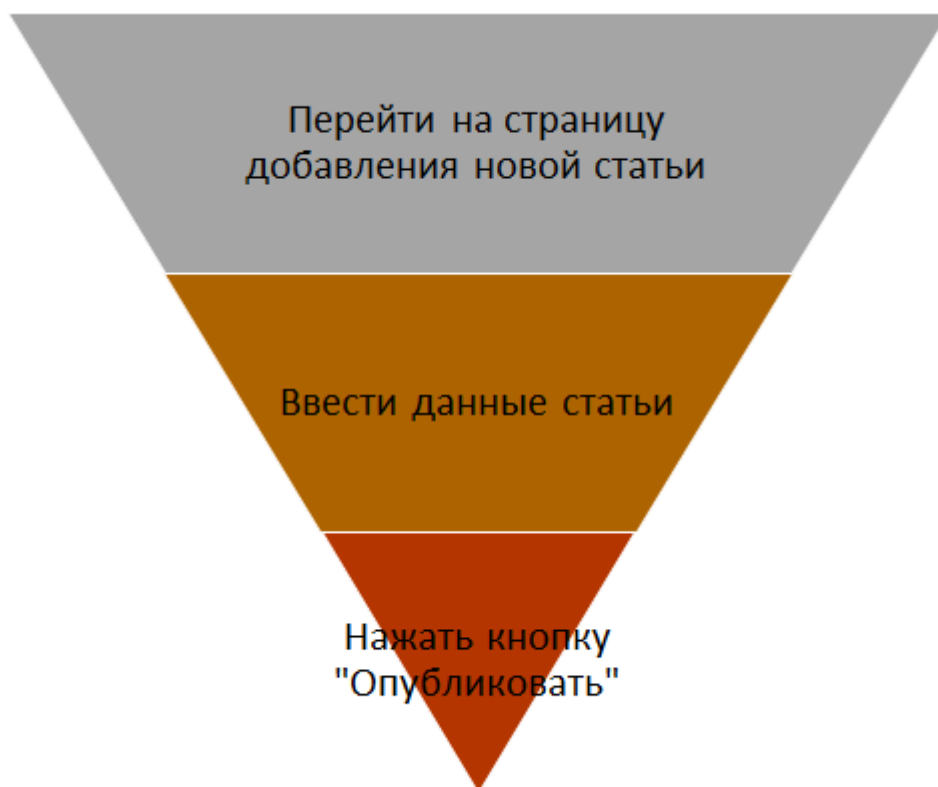 Перейти на страницу
добавления новой статьи
Ввести данные статьи
Нажать кнопку
"Опубликовать"